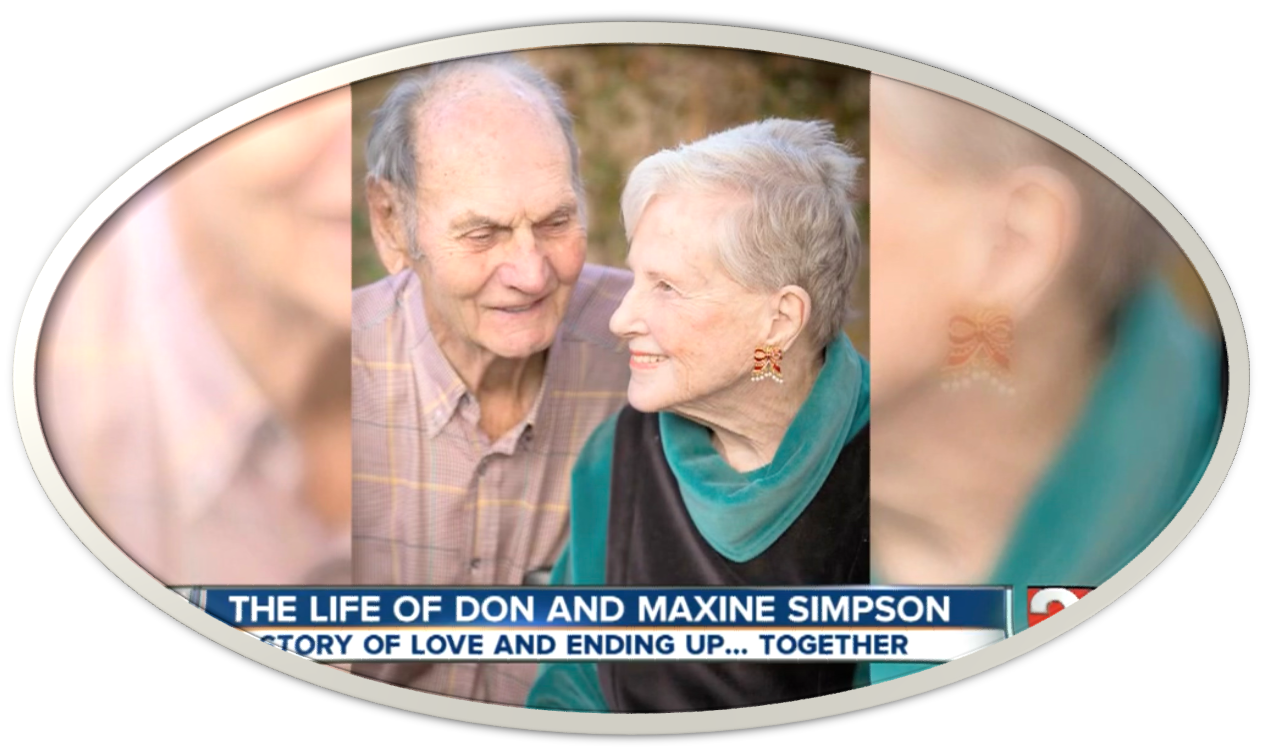 THE LIFE OF DON AND MAXINE SIMPSON
STORY OF LOVE AND ENDING UP... TOGETHER